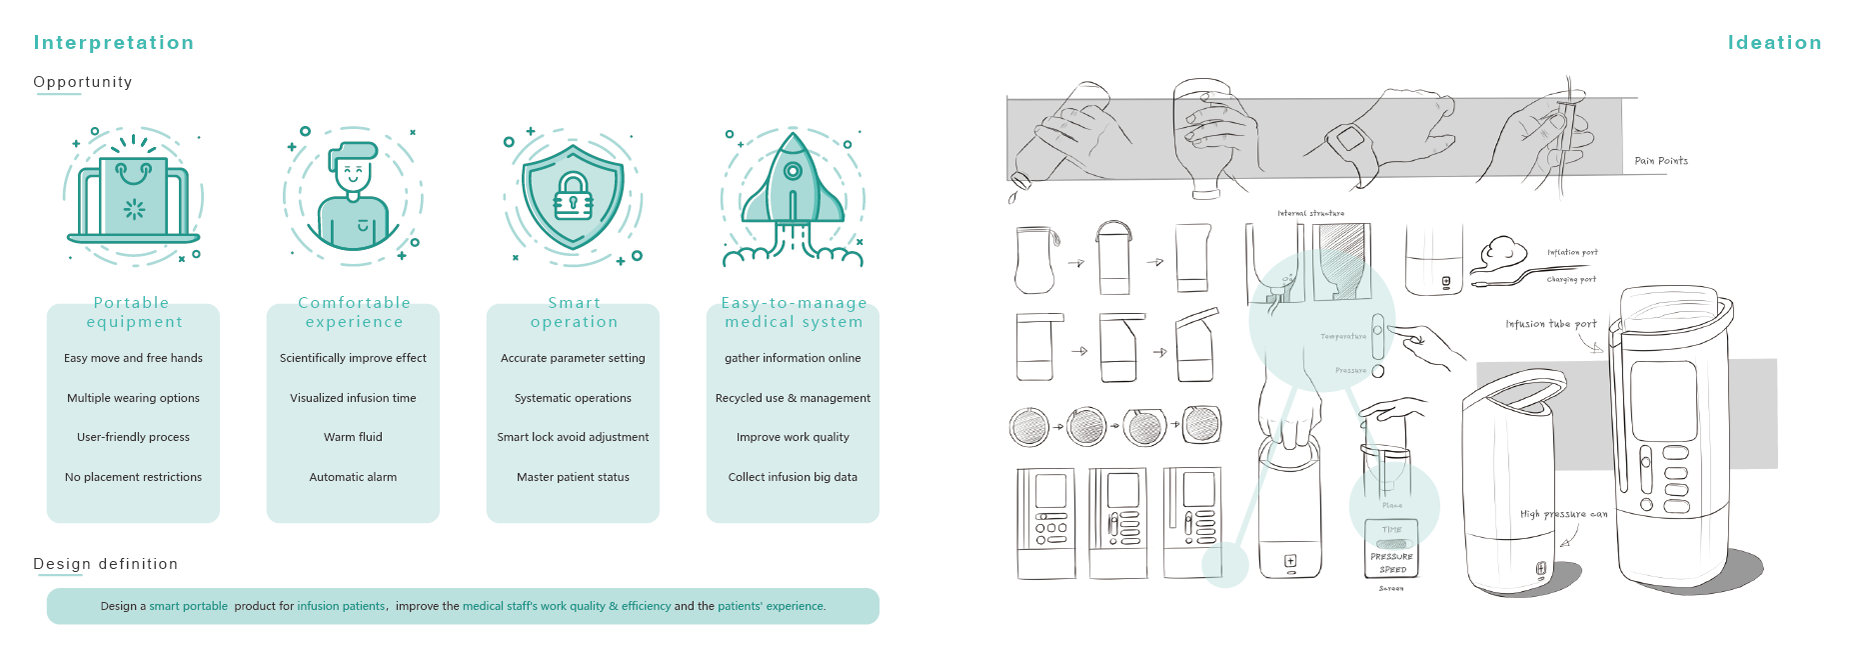 Interpretation
Opportunity
Portable
equipment
Easy move and free hands
Multiple wearing options
User-friendly process
No placement restrictions
Comfortable
experience
Scientifically improve effect
Visualized infusion time
Warm fluid
Automatic alarm
Smart
operation
Accurate parameter setting
Systematic operations
Smart lock avoid adjustment
Master patient status
Easy-to-manage
medical system
gather information online
Recycled use & management
Improve work quality
Collect infusion big data
Design definition
Design a smart portable product for infusion patients, improve the medical staff's work quality & efficiency and the patients' experience.
Ideation
Pain Points
Internal structure
Inflation port
Charging port
Temperature
Pressure
Infusion tube port
Place
TIME
PRESSURE
SPEED
Screen
High pressure can